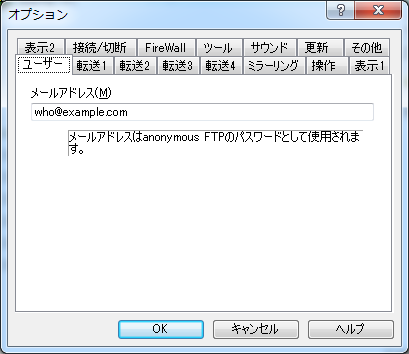 オプション
表示2 接続/切断 FireWall ツール サウンド 更新 その他
ユーザー 転送1 転送2 転送3 転送4 ミラーリング 操作 表示1
メールアドレス(M)
who@example.com
メールアドレスはanonymous FTPのパスワードとして使用されま
す。
OK キャンセル ヘルプ